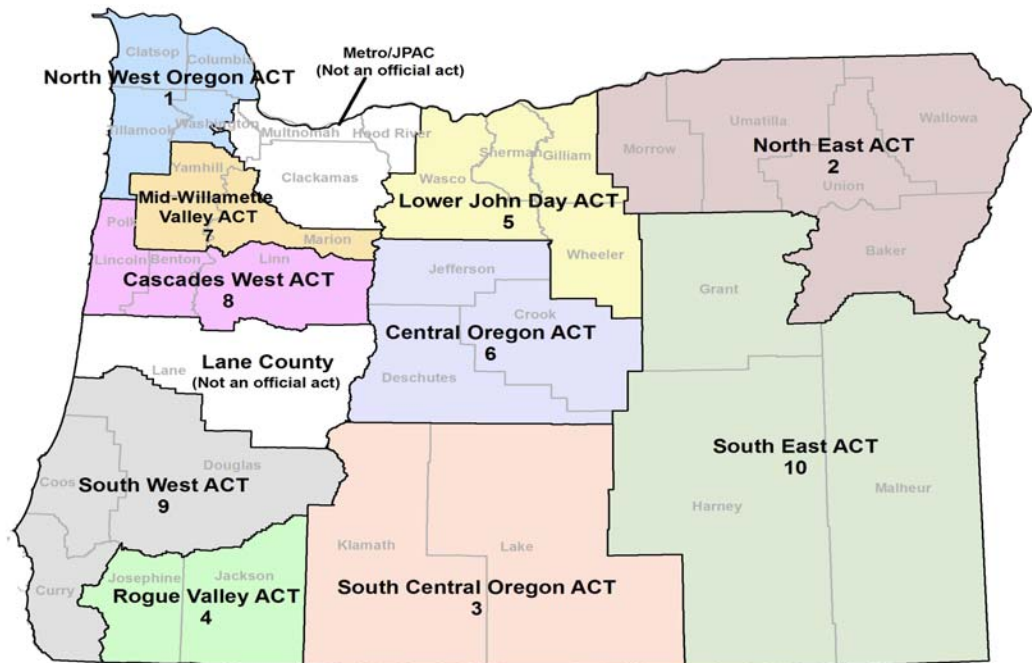 Clatsop
Columbia
North West Oregon ACT
1
Tillamook
Washington
Metro/JPAC
(Not an official act)
Multnomah
Hood River
Clackamas
Yamhill
Mid-Willamette
Valley ACT
7
Polk
Marion
Lincoln
Benton
Linn
Cascades West ACT
8
Sherman
Gilliam
Wasco
Lower John Day ACT
5
Wheeler
Morrow
Umatilla
Wallowa
North East ACT
2
Union
Baker
Jefferson
Crook
Central Oregon ACT
6
Deschutes
Lane County
(Not an official act)
Lane
Grant
South East ACT
10
Harney
Malheur
Douglas
Coos
South West ACT
9
Curry
Josephine
Jackson
Rogue Valley ACT
4
Klamath
Lake
South Central Oregon ACT
3